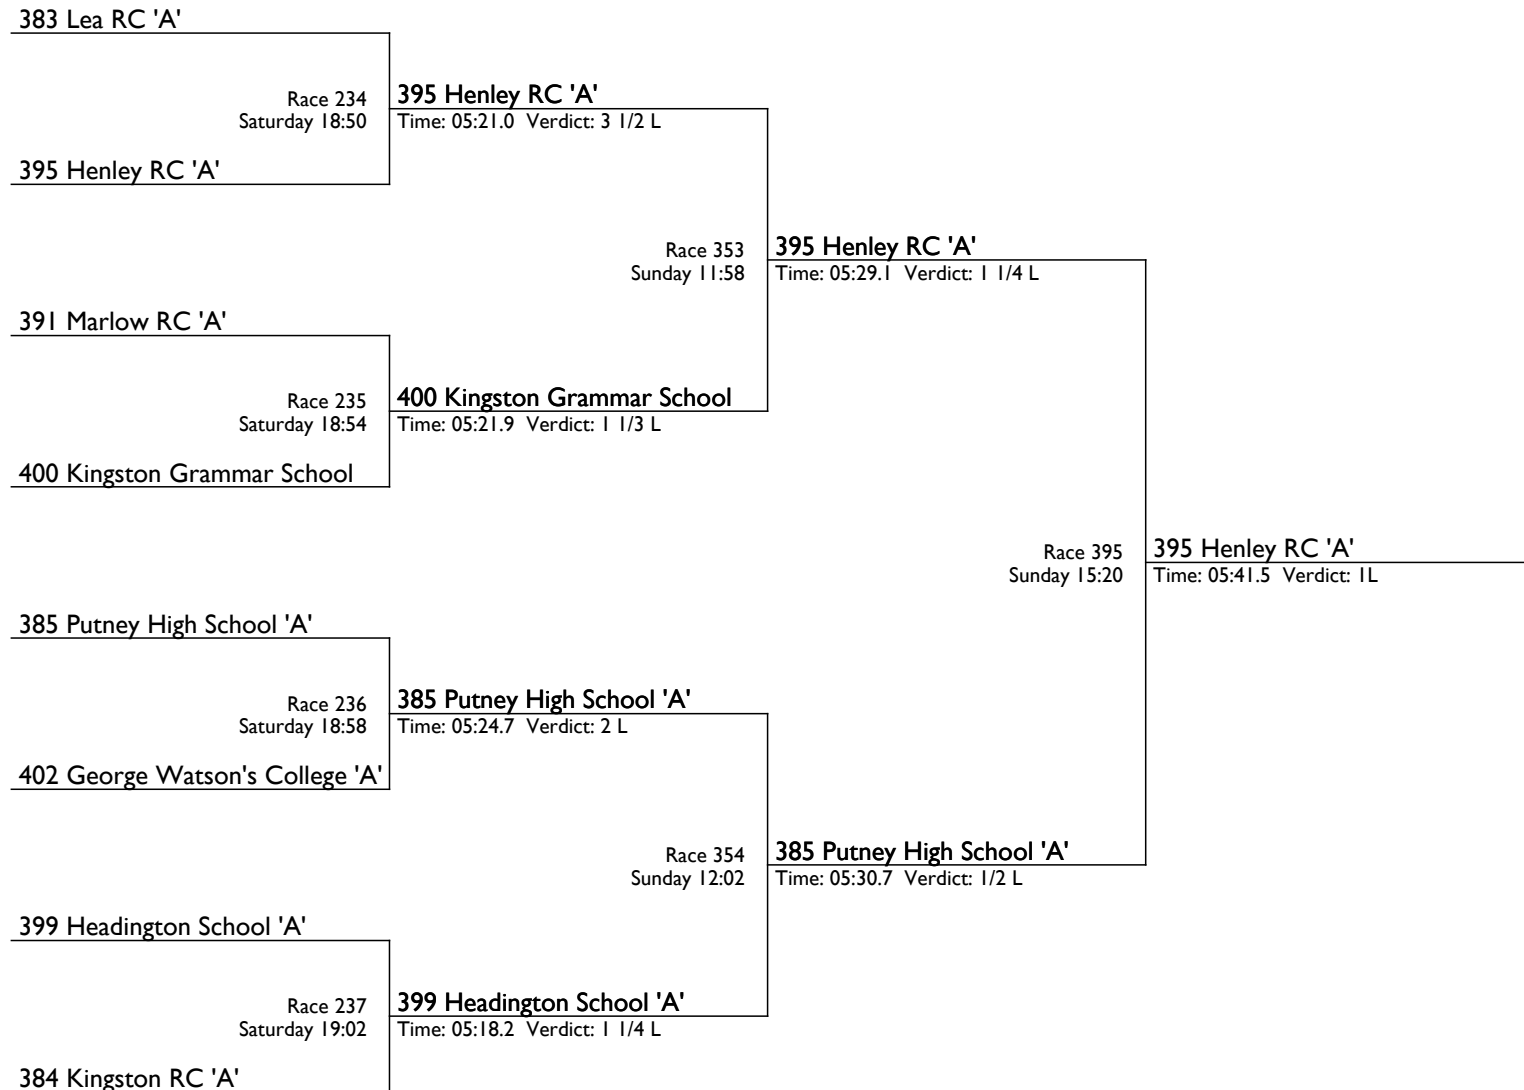 383 Lea RC 'A'
Race 234
Saturday 18:50
395 Henley RC 'A'
Time: 05:21.0 Verdict: 3 1/2 L
395 Henley RC 'A'
Race 353
Sunday 11:58
395 Henley RC 'A'
Time: 05:29.1 Verdict: 1 1/4 L
391 Marlow RC 'A'
Race 235
Saturday 18:54
400 Kingston Grammar School
Time: 05:21.9 Verdict: 1 1/3 L
400 Kingston Grammar School
Race 395
Sunday 15:20
395 Henley RC 'A'
Time: 05:41.5 Verdict: 1L
385 Putney High School 'A'
Race 236
Saturday 18:58
385 Putney High School 'A'
Time: 05:24.7 Verdict: 2 L
402 George Watson's College 'A'
Race 354
Sunday 12:02
385 Putney High School 'A'
Time: 05:30.7 Verdict: 1/2 L
399 Headington School 'A'
Race 237
Saturday 19:02
399 Headington School 'A'
Time: 05:18.2 Verdict: 1 1/4 L
384 Kingston RC 'A'